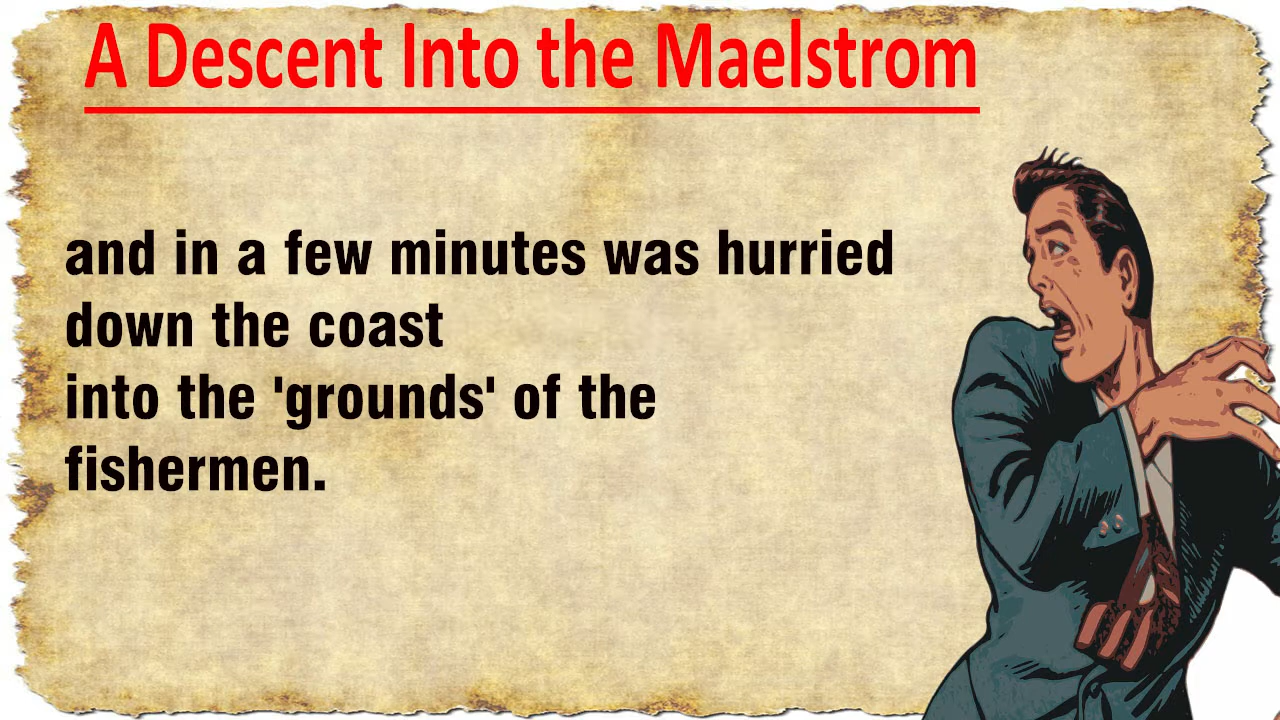 A Descent Into the Maelstrom
and in a few minutes was hurried
down the coast
into the 'grounds' of the
fishermen.